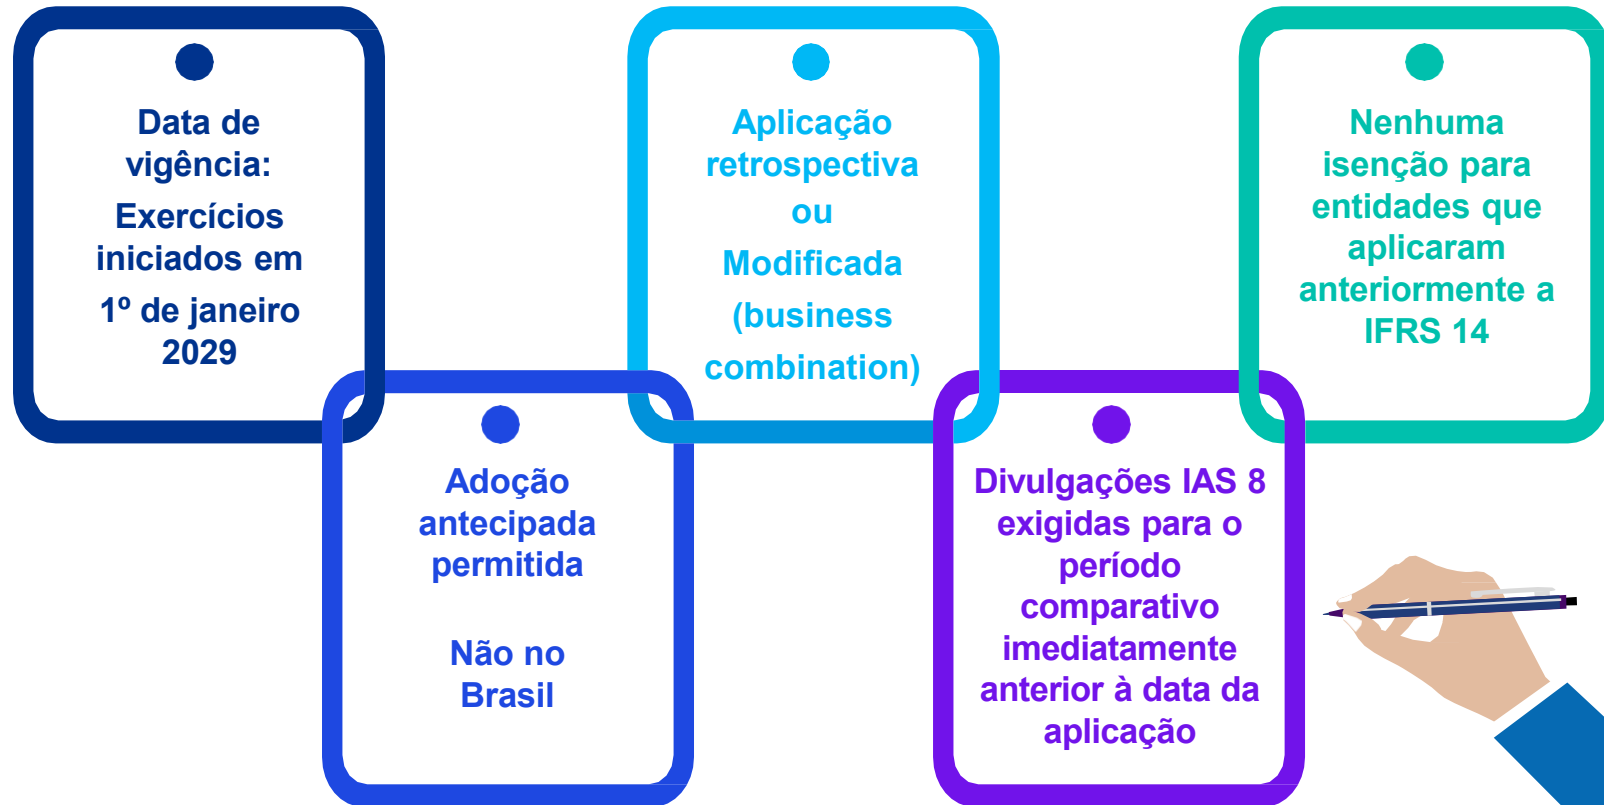 Data de
vigência:
Exercícios
iniciados em
1º de janeiro
2029
Adoção
antecipada
permitida
Não no
Brasil
Aplicação
retrospectiva
ou
Modificada
(business
combination)
Divulgações IAS 8
exigidas para o
período
comparativo
imediatamente
anterior à data da
aplicação
Nenhuma
isenção para
entidades que
aplicaram
anteriormente a
IFRS 14